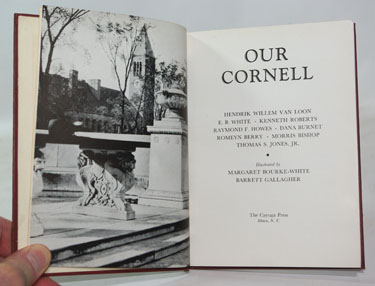 OUR
CORNELL
HENDRIK WILLEM VAN LOON
E. B. WHITE · KENNETH ROBERTS
RAYMOND F. HOWES · DANA BURNET
ROMEYN BERRY · MORRIS BISHOP
THOMAS S. JONES, JR.
Illustrated by
MARGARET BOURKE-WHITE
BARRETT GALLAGHER
The Cayuga Press
Ithaca, N. Y.